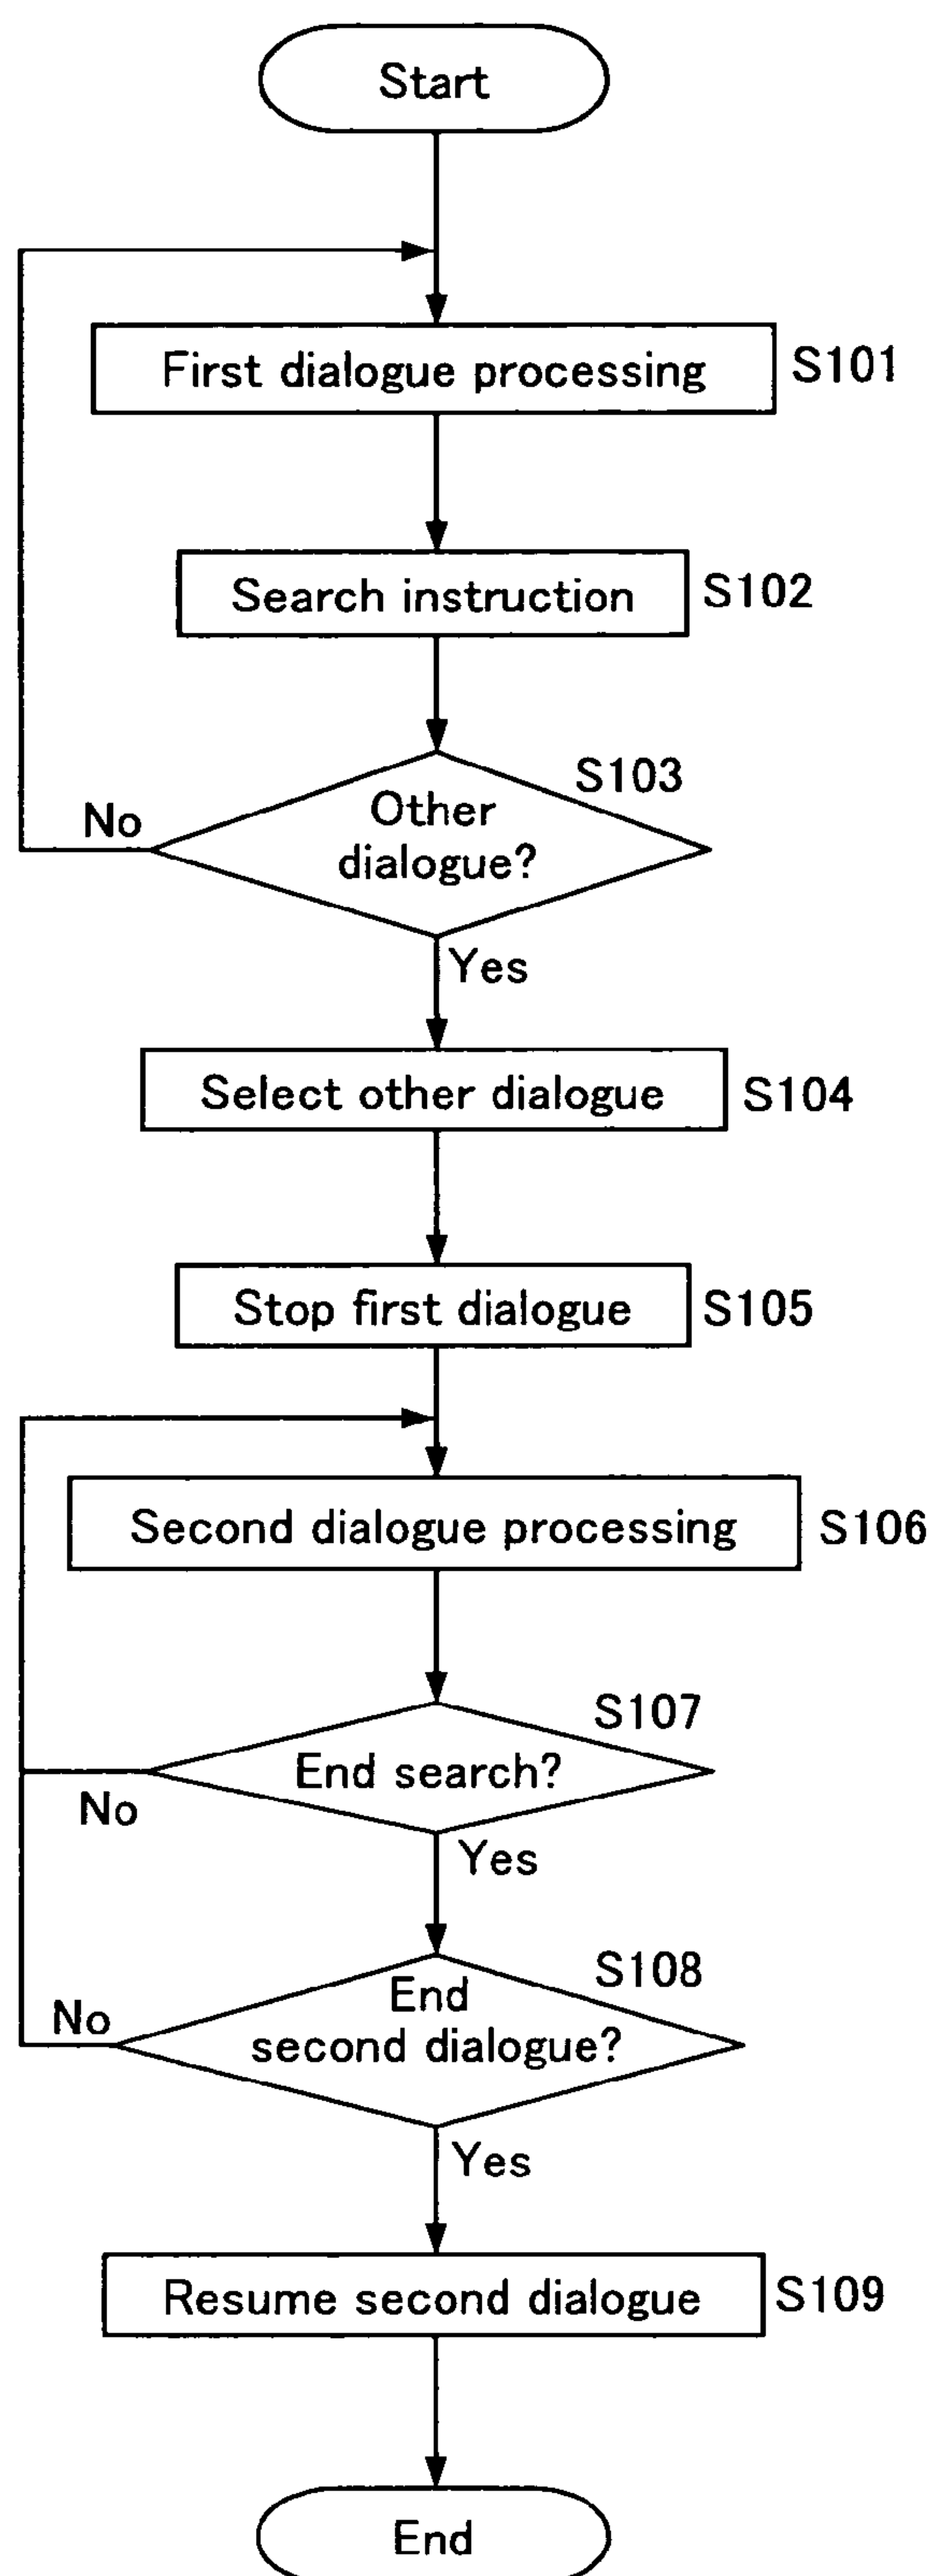 Start
First dialogue processing S101
Search instruction S102
S103
Other
dialogue?
No
Yes
Select other dialogue S104
Stop first dialogue S105
Second dialogue processing S106
S107
End search?
No
Yes
S108
End
second dialogue?
No
Yes
Resume second dialogue S109
End